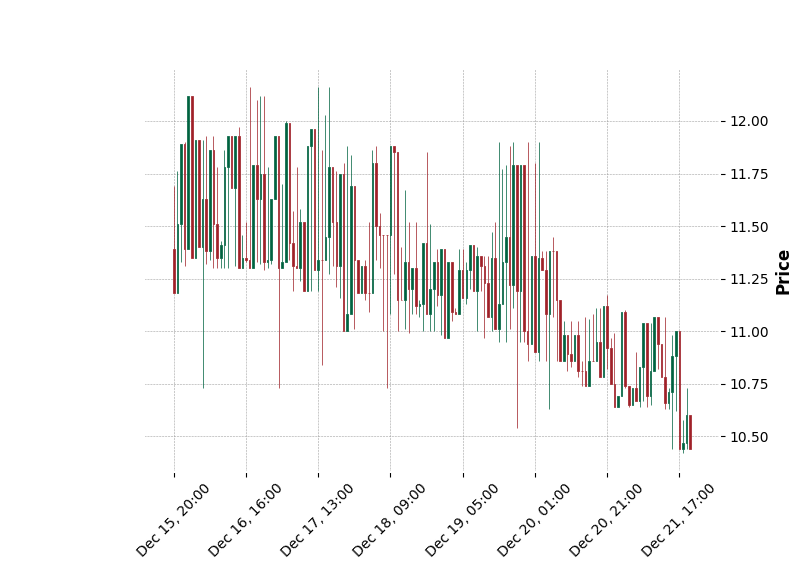 12.00
11.75
11.50
11.25
11.00
10.75
10.50
Price
Dec 15, 20:00
Dec 16, 16:00
Dec 17, 13:00
Dec 18, 09:00
Dec 19, 05:00
Dec 20, 01:00
Dec 20, 21:00
Dec 21, 17:00